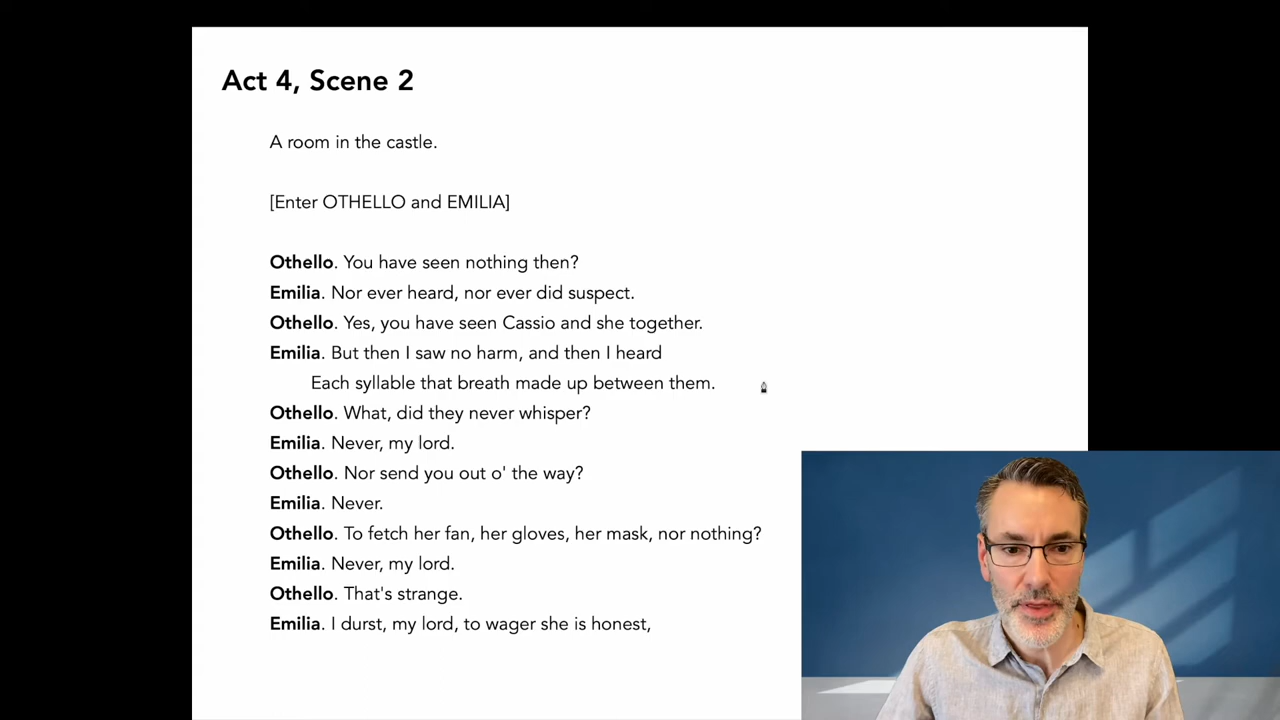 Act 4, Scene 2
A room in the castle.
[Enter OTHELLO and EMILIA]
Othello. You have seen nothing then?
Emilia. Nor ever heard, nor ever did suspect.
Othello. Yes, you have seen Cassio and she together.
Emilia. But then I saw no harm, and then I heard
Each syllable that breath made up between them.
Othello. What, did they never whisper?
Emilia. Never, my lord.
Othello. Nor send you out o' the way?
Emilia. Never.
Othello. To fetch her fan, her gloves, her mask, nor nothing?
Emilia. Never, my lord.
Othello. That's strange.
Emilia. I durst, my lord, to wager she is honest,